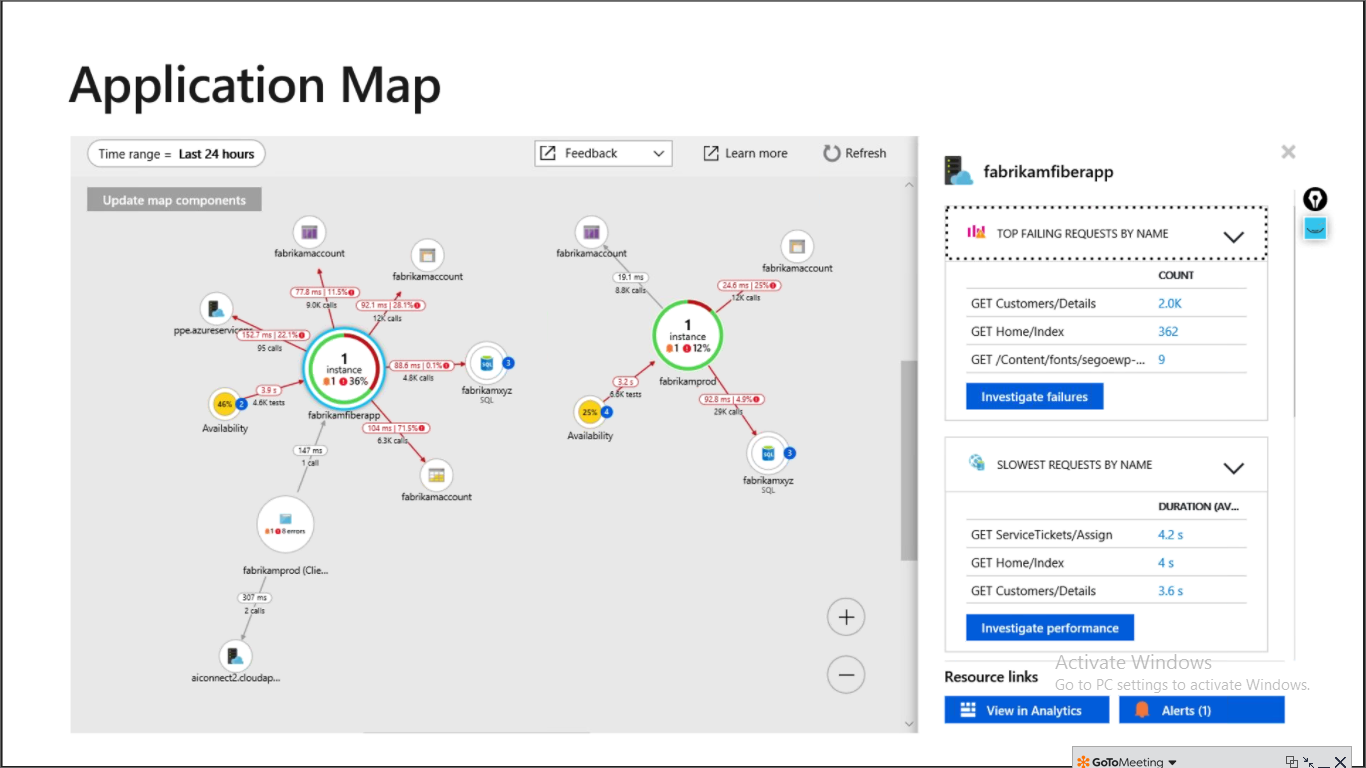 Application Map
Time range = Last 24 hours
Feedback
Learn more
Refresh
Update map components
fabrikamaccount
77.8 ms | 11.5%
9.0K calls
fabrikamaccount
92.1 ms | 28.1%
12K calls
ppe.azureservice
152.7 ms | 22.1%
95 calls
1
instance
1 36%
fabrikamfiberapp
88.6 ms | 0.1%
4.8K calls
SQL
3
fabrikamxyz
SQL
46%
2
Availability
3.9 s
4.6K tests
104 ms | 71.5%
6.3K calls
fabrikamaccount
147 ms
1 call
1 8 errors
fabrikamprod (Clie...
307 ms
2 calls
aiconnect2.cloudap...
fabrikamaccount
19.1 ms
8.8K calls
fabrikamaccount
24.6 ms | 25%
12K calls
1
instance
1 12%
fabrikamprod
25%
4
Availability
3.2 s
6.6K tests
92.8 ms | 4.9%
29K calls
SQL
3
fabrikamxyz
SQL
fabrikamfiberapp
TOP FAILING REQUESTS BY NAME
COUNT
GET Customers/Details 2.0K
GET Home/Index 362
GET /Content/fonts/segoewp-... 9
Investigate failures
SLOWEST REQUESTS BY NAME
DURATION (AV...
GET ServiceTickets/Assign 4.2 s
GET Home/Index 4 s
GET Customers/Details 3.6 s
Investigate performance
Activate Windows
Go to PC settings to activate Windows.
Resource links
View in Analytics
Alerts (1)
GoToMeeting